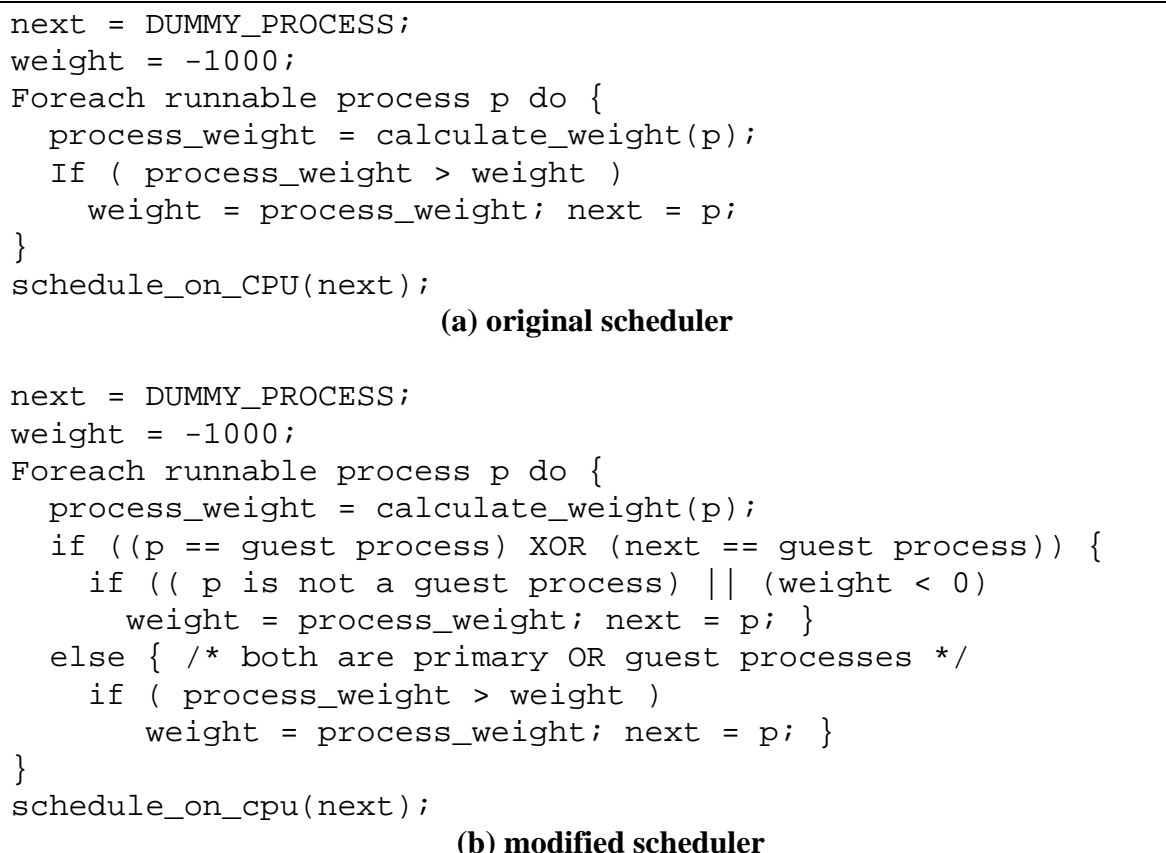 next = DUMMY_PROCESS;
weight = -1000;
Foreach runnable process p do {
  process_weight = calculate_weight(p);
  If ( process_weight > weight )
    weight = process_weight; next = p;
}
schedule_on_CPU(next);
(a) original scheduler
next = DUMMY_PROCESS;
weight = -1000;
Foreach runnable process p do {
  process_weight = calculate_weight(p);
  if ((p == guest process) XOR (next == guest process)) {
    if (( p is not a guest process) || (weight < 0)
      weight = process_weight; next = p; }
  else { /* both are primary OR guest processes */
    if ( process_weight > weight )
       weight = process_weight; next = p; }
}
schedule_on_cpu(next);
(b) modified scheduler